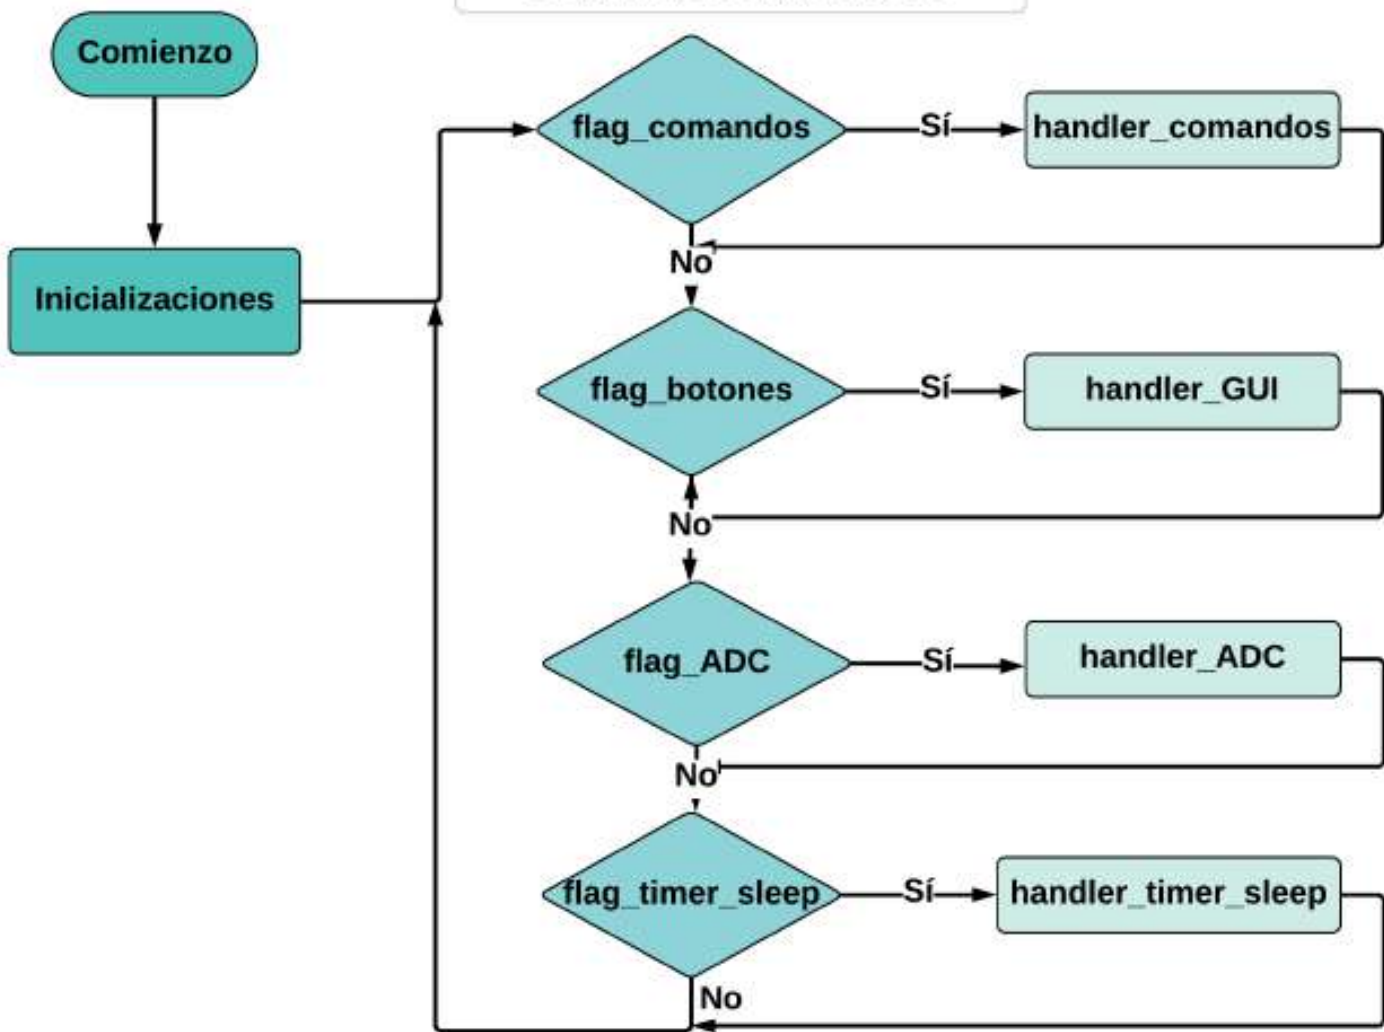 Comienzo
flag_comandos
Sí
handler_comandos
No
Inicializaciones
flag_botones
Sí
handler_GUI
No
flag_ADC
Sí
handler_ADC
No
flag_timer_sleep
Sí
handler_timer_sleep
No